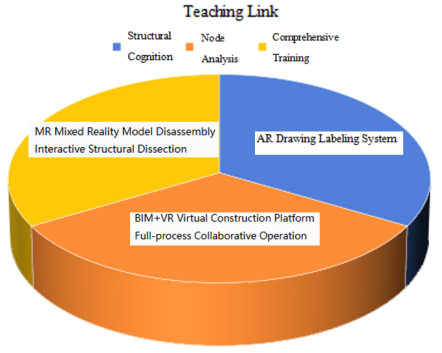 Teaching Link
Structural
Cognition
Node
Analysis
Comprehensive
Training
MR Mixed Reality Model Disassembly
Interactive Structural Dissection
AR Drawing Labeling System
BIM+VR Virtual Construction Platform
Full-process Collaborative Operation